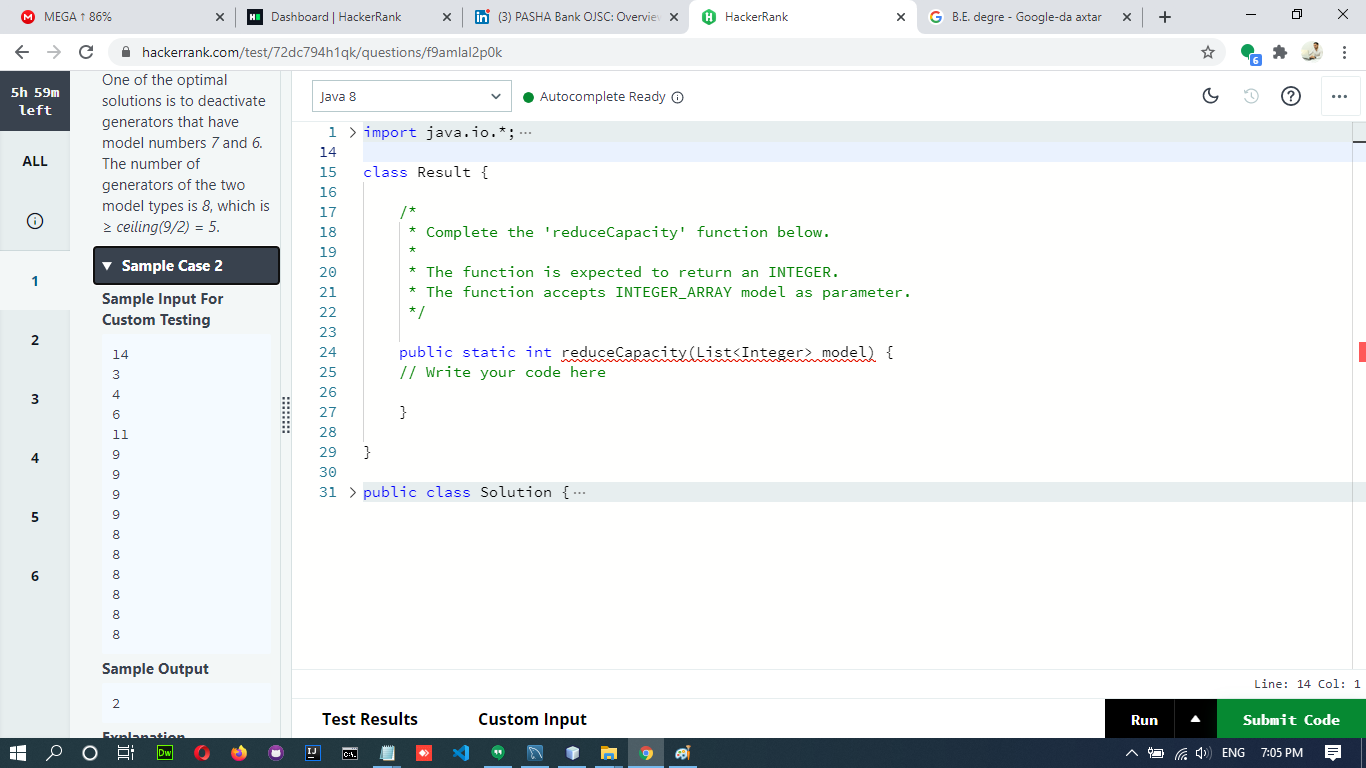 MEGA ↑ 86%
Dashboard | HackerRank
(3) PASHA Bank OJSC: Overvie
HackerRank
B.E. degre - Google-da axtar
hackerrank.com/test/72dc794h1qk/questions/f9amlal2p0k
6
5h 59m
left
ALL
1
2
3
4
5
6
One of the optimal
solutions is to deactivate
generators that have
model numbers 7 and 6.
The number of
generators of the two
model types is 8, which is
≥ ceiling(9/2) = 5.
▼ Sample Case 2
Sample Input For
Custom Testing
14
3
4
6
11
9
9
9
9
8
8
8
8
8
8
Sample Output
2
Explanation
Java 8
Autocomplete Ready
1 import java.io.*;
14
15 class Result {
16
17 /*
18 * Complete the 'reduceCapacity' function below.
19 *
20 * The function is expected to return an INTEGER.
21 * The function accepts INTEGER_ARRAY model as parameter.
22 */
23
24 public static int reduceCapacity(List<Integer> model) {
25 // Write your code here
26
27 }
28
29 }
30
31 public class Solution {
Line: 14 Col: 1
Test Results
Custom Input
Run
Submit Code
Dw
IJ
ENG
7:05 PM